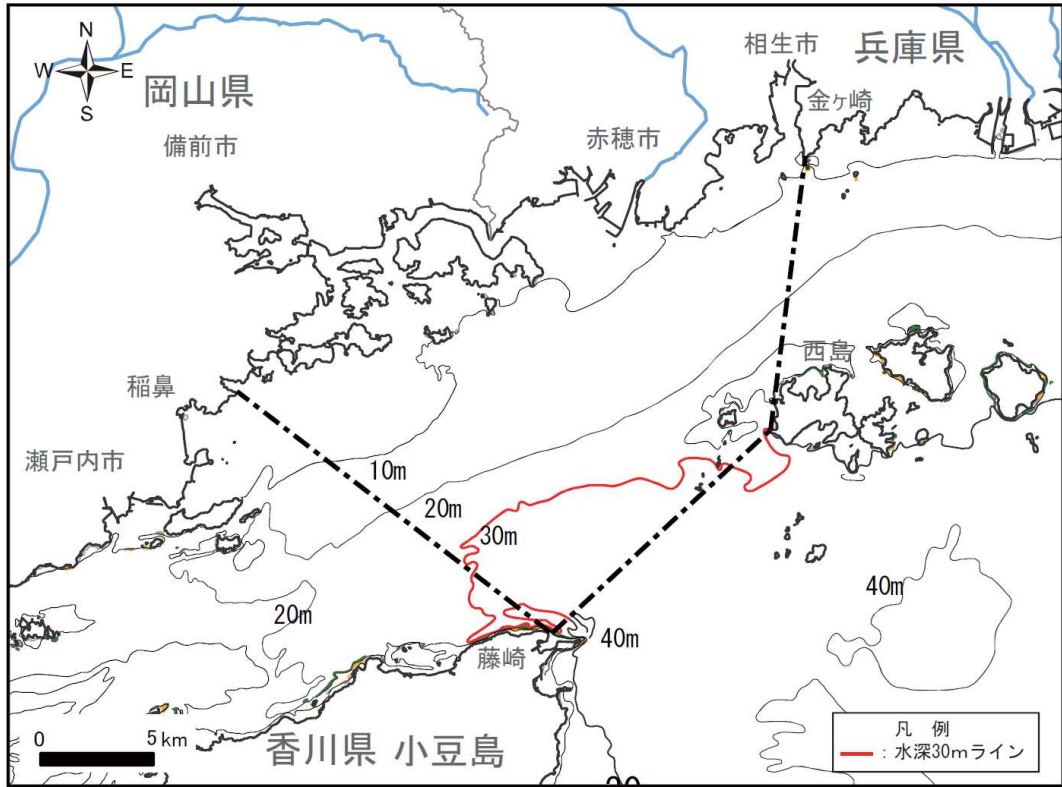 N
W E
S
岡山県
備前市
相生市
兵庫県
金ヶ崎
赤穂市
西島
稲鼻
瀬戸内市
10m
20m
30m
20m
40m
40m
藤崎
0 5km
香川県 小豆島
凡 例
：水深30mライン